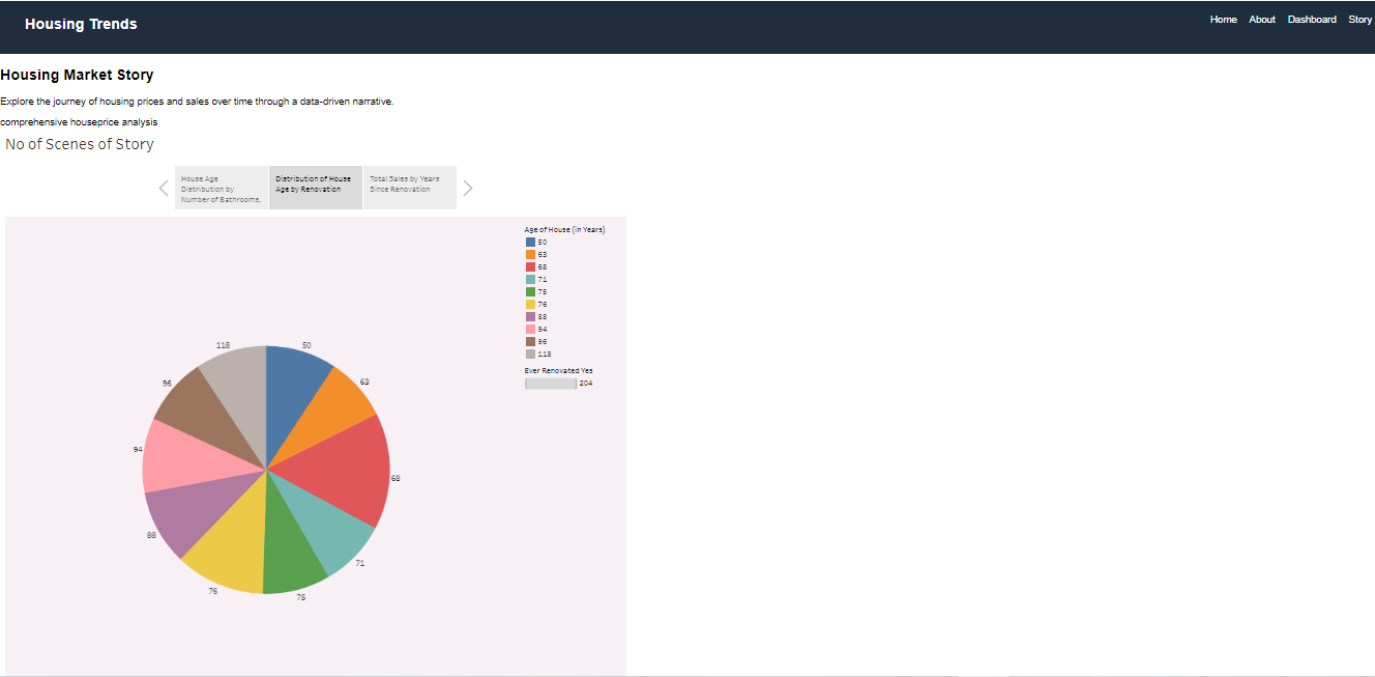 Housing Trends
Home About Dashboard Story
Housing Market Story
Explore the journey of housing prices and sales over time through a data-driven narrative.
comprehensive houseprice analysis
No of Scenes of Story
House Age
Distribution by
Number of Bathrooms,
Distribution of House
Age by Renovation
Total Sales by Years
Since Renovation
Age of House (in Years)
50
63
68
71
75
76
88
94
96
118
Ever Renovated Yes
204
118
50
96
63
94
68
88
71
76
75